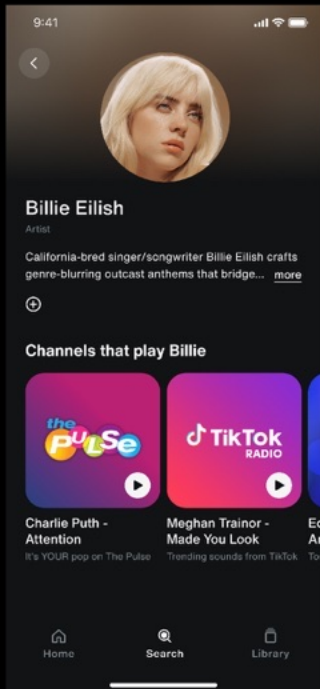 9:41
Billie Eilish
Artist
California-bred singer/songwriter Billie Eilish crafts
genre-blurring outcast anthems that bridge... more
Channels that play Billie
the
PULSE
TikTok
RADIO
Charlie Puth -
Attention
It's YOUR pop on The Pulse
Meghan Trainor -
Made You Look
Trending sounds from TikTok
Home
Search
Library